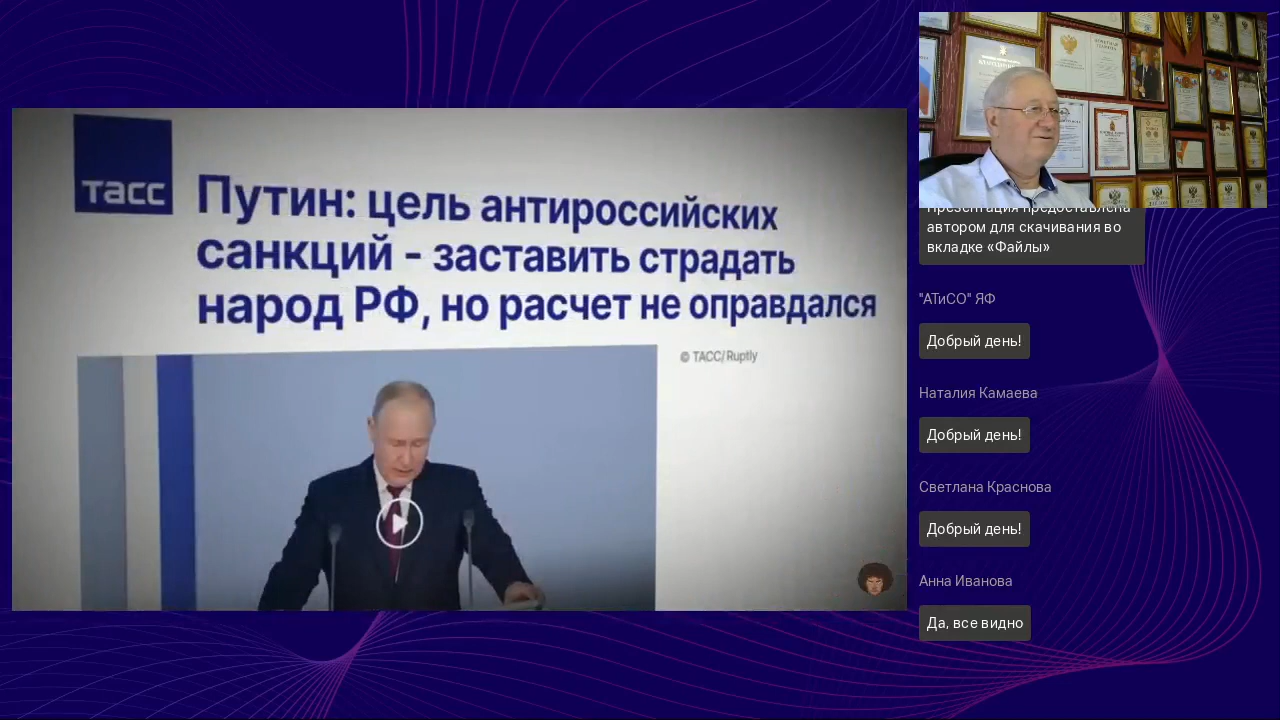 тасс
Путин: цель антироссийских
санкций - заставить страдать
народ РФ, но расчет не оправдался
© ТАСС/ Ruptly
Презентация предоставлена
автором для скачивания во
вкладке «Файлы»
"АТиСО" ЯФ
Добрый день!
Наталия Камаева
Добрый день!
Светлана Краснова
Добрый день!
Анна Иванова
Да, все видно